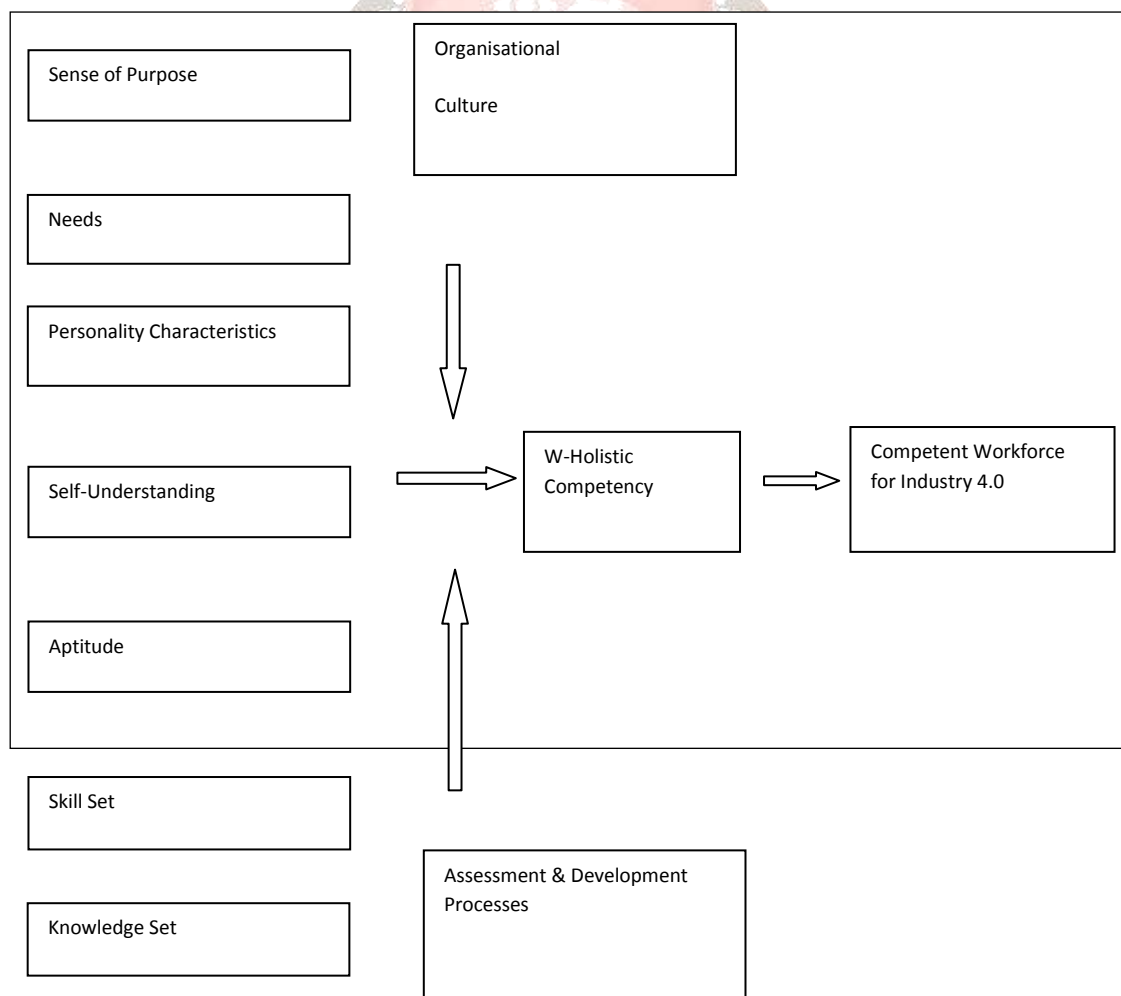 Sense of Purpose
Organisational
Culture
Needs
Personality Characteristics
Self-Understanding
W-Holistic
Competency
Competent Workforce
for Industry 4.0
Aptitude
Skill Set
Assessment & Development
Processes
Knowledge Set